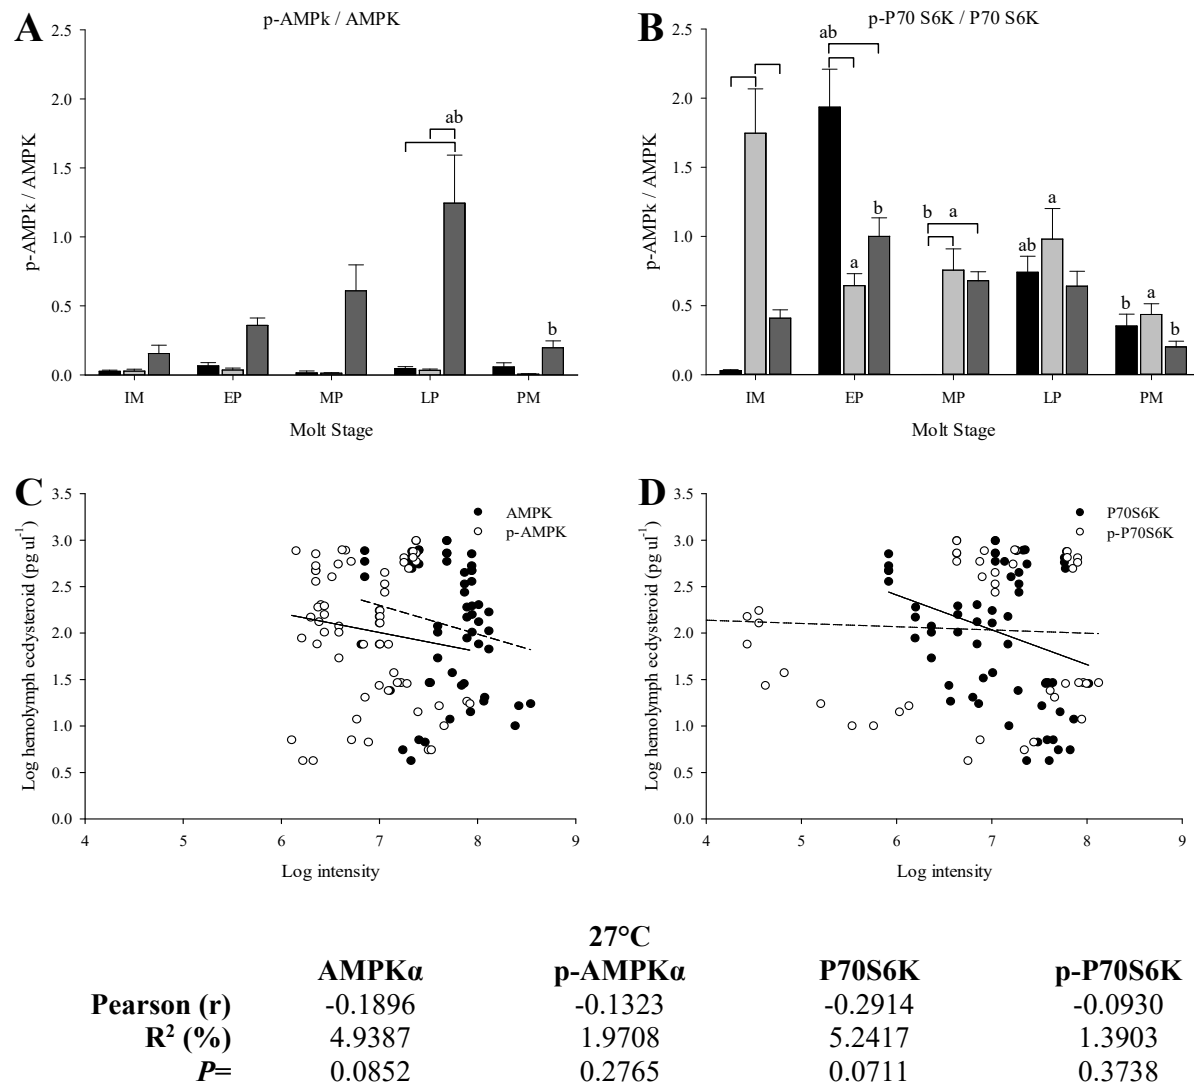 A
p-AMPk / AMPK
p-AMPk / AMPK
2.5
2.0
1.5
1.0
0.5
0.0
ab
b
IM EP MP LP PM
Molt Stage
B
p-P70 S6K / P70 S6K
p-AMPk / AMPK
2.5
2.0
1.5
1.0
0.5
0.0
ab
a
b
b
a
ab
a
b
a
b
IM EP MP LP PM
Molt Stage
C
Log hemolymph ecdysteroid (pg ul-1)
3.5
3.0
2.5
2.0
1.5
1.0
0.5
0.0
AMPK
p-AMPK
4 5 6 7 8 9
Log intensity
D
Log hemolymph ecdysteroid (pg ul-1)
3.5
3.0
2.5
2.0
1.5
1.0
0.5
0.0
P70S6K
p-P70S6K
4 5 6 7 8 9
Log intensity
27°C
AMPKα p-AMPKα P70S6K p-P70S6K
Pearson (r) -0.1896 -0.1323 -0.2914 -0.0930
R² (%) 4.9387 1.9708 5.2417 1.3903
P= 0.0852 0.2765 0.0711 0.3738